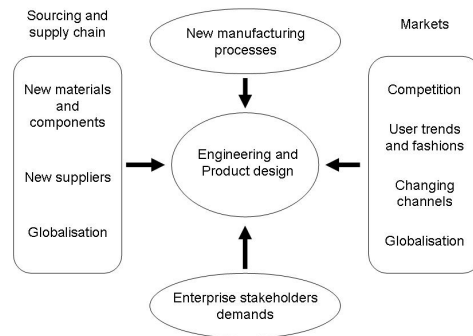 Sourcing and
supply chain
New manufacturing
processes
Markets
New materials
and
components
New suppliers
Globalisation
Engineering and
Product design
Competition
User trends
and fashions
Changing
channels
Globalisation
Enterprise stakeholders
demands